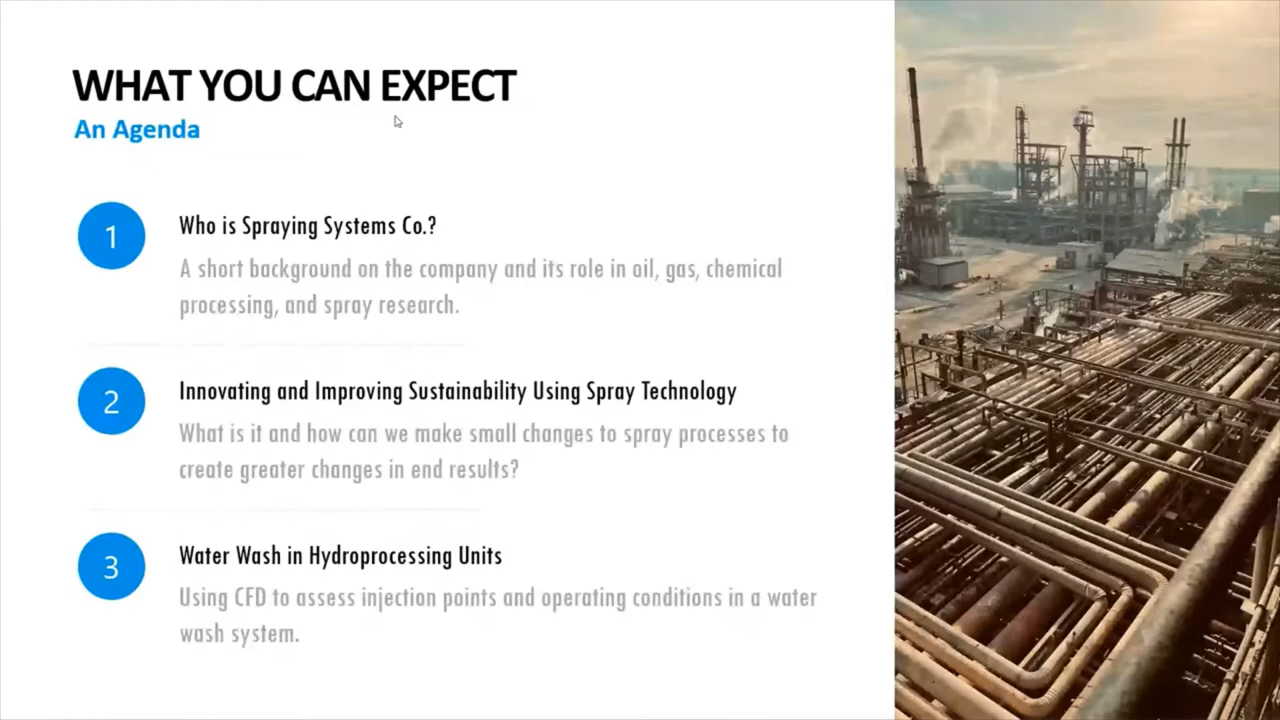 WHAT YOU CAN EXPECT
An Agenda
1
Who is Spraying Systems Co.?
A short background on the company and its role in oil, gas, chemical
processing, and spray research.
2
Innovating and Improving Sustainability Using Spray Technology
What is it and how can we make small changes to spray processes to
create greater changes in end results?
3
Water Wash in Hydroprocessing Units
Using CFD to assess injection points and operating conditions in a water
wash system.